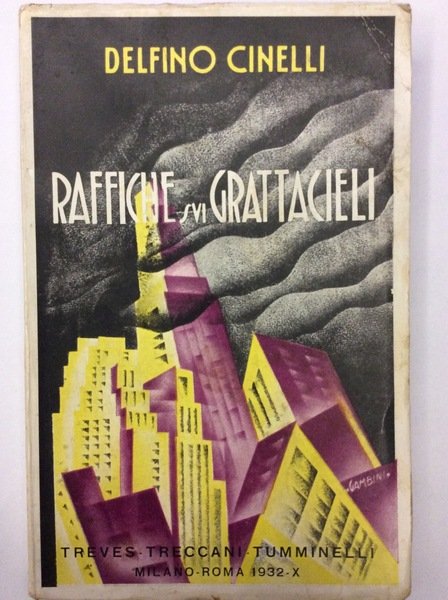 DELFINO CINELLI
RAFFICHE SUI GRATTACIELI
GAMBINI.
TREVES-TRECCANI-TUMMINELLI
MILANO-ROMA 1932-X